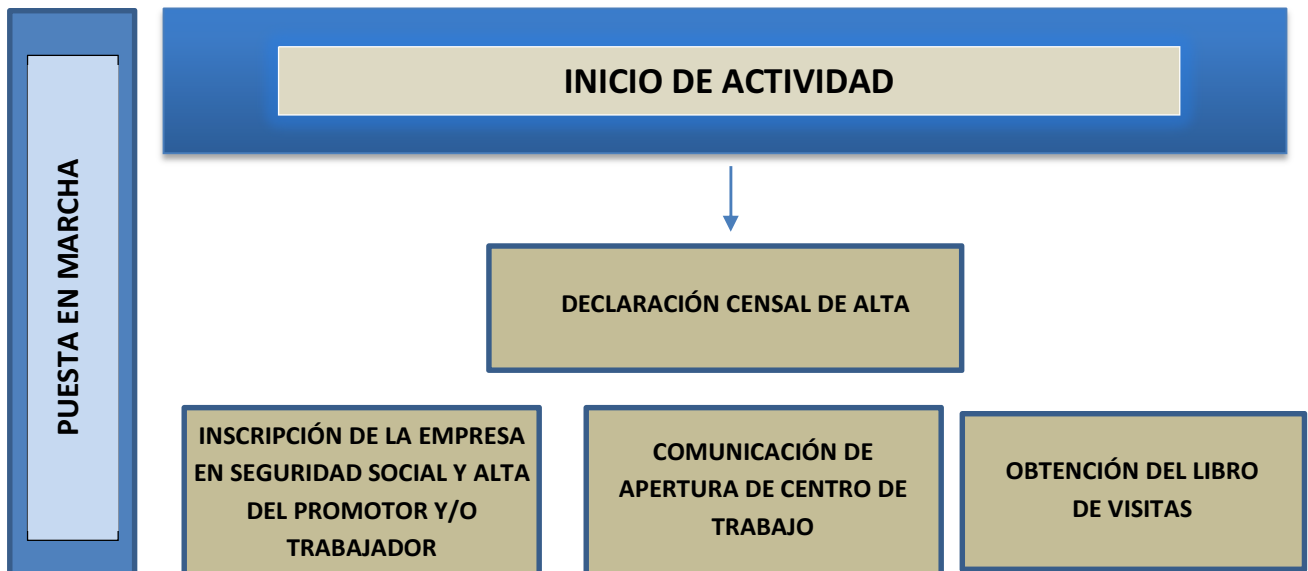 PUESTA EN MARCHA
INICIO DE ACTIVIDAD
DECLARACIÓN CENSAL DE ALTA
INSCRIPCIÓN DE LA EMPRESA
EN SEGURIDAD SOCIAL Y ALTA
DEL PROMOTOR Y/O
TRABAJADOR
COMUNICACIÓN DE
APERTURA DE CENTRO DE
TRABAJO
OBTENCIÓN DEL LIBRO
DE VISITAS